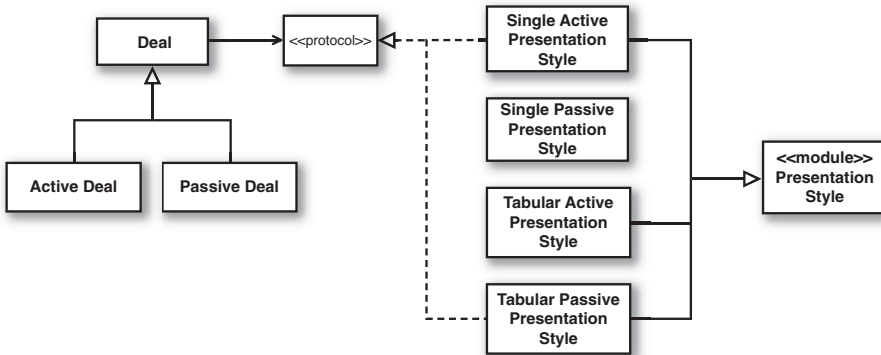 Deal
<<protocol>>
Active Deal
Passive Deal
Single Active
Presentation
Style
Single Passive
Presentation
Style
Tabular Active
Presentation
Style
Tabular Passive
Presentation
Style
<<module>>
Presentation
Style